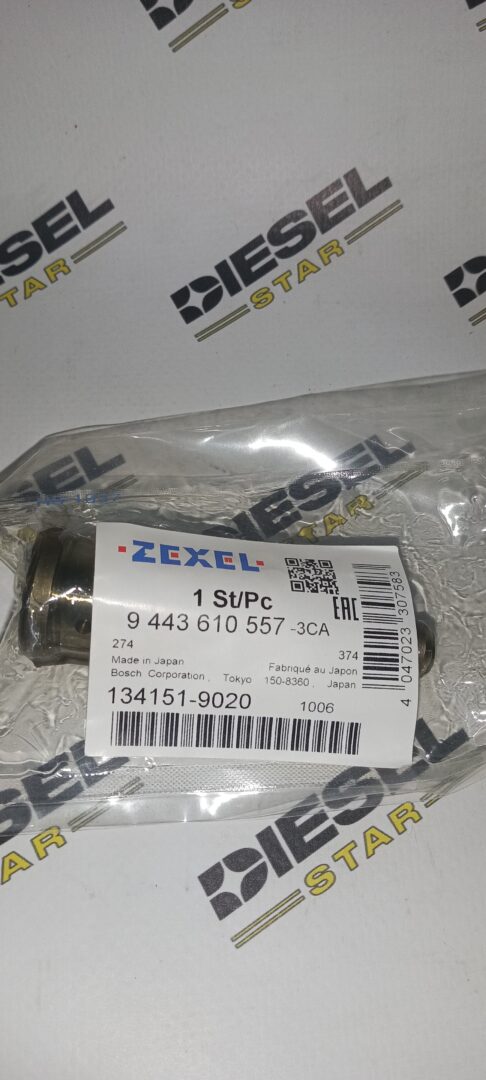 DIESEL
STAR
DIESEL
STAR
DIESEL
DIESEL
ZEXEL
1 St/Pc
9 443 610 557 -3CA
EAC
274
374
Made in Japan
Fabriqué au Japon
Bosch Corporation, Tokyo 150-8360, Japan
134151-9020
1006
4 047023 307583
DIESEL
STAR
DIESEL
STAR